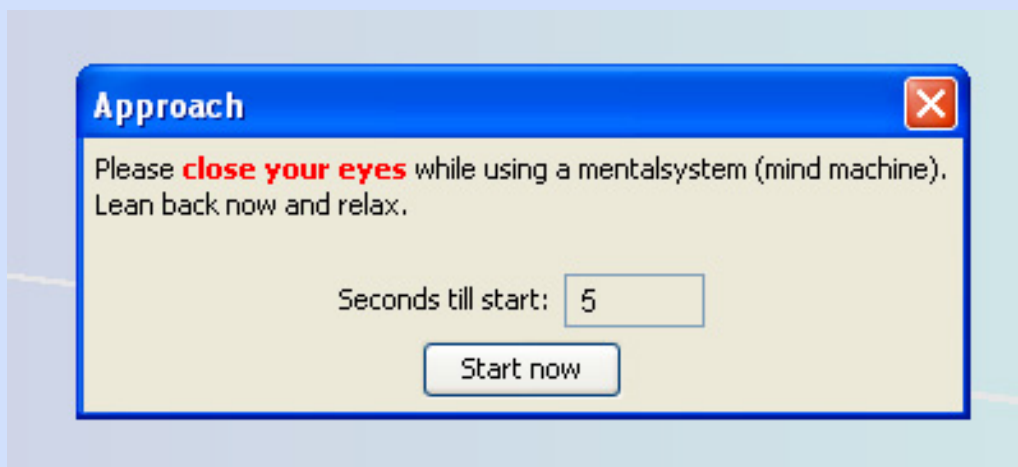 Approach
Please close your eyes while using a mentalsystem (mind machine).
Lean back now and relax.
Seconds till start: 5
Start now